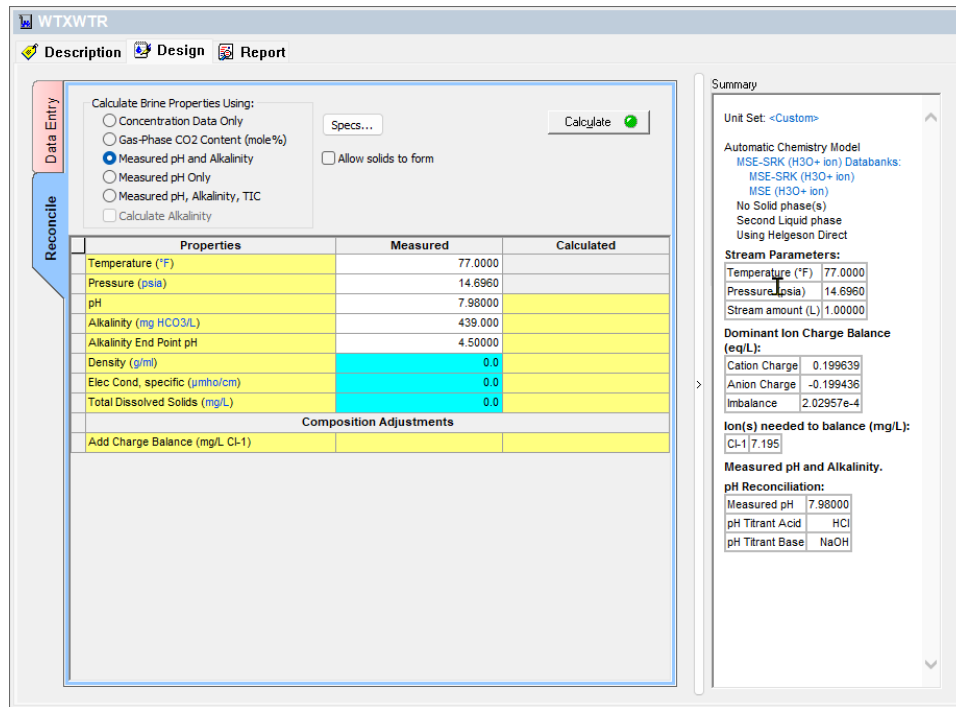 WTXWTR
Description Design Report
Data Entry
Reconcile
Calculate Brine Properties Using:
Concentration Data Only
Gas-Phase CO2 Content (mole%)
Measured pH and Alkalinity
Measured pH Only
Measured pH, Alkalinity, TIC
Calculate Alkalinity
Specs...
Allow solids to form
Calculate
Properties Measured Calculated
Temperature (°F) 77.0000
Pressure (psia) 14.6960
pH 7.98000
Alkalinity (mg HCO3/L) 439.000
Alkalinity End Point pH 4.50000
Density (g/ml) 0.0
Elec Cond, specific (µmho/cm) 0.0
Total Dissolved Solids (mg/L) 0.0
Composition Adjustments
Add Charge Balance (mg/L Cl-1)
Summary
Unit Set: <Custom>
Automatic Chemistry Model
MSE-SRK (H3O+ ion) Databanks:
MSE-SRK (H3O+ ion)
MSE (H3O+ ion)
No Solid phase(s)
Second Liquid phase
Using Helgeson Direct
Stream Parameters:
Temperature (°F) 77.0000
Pressure (psia) 14.6960
Stream amount (L) 1.00000
Dominant Ion Charge Balance
(eq/L):
Cation Charge 0.199639
Anion Charge -0.199436
Imbalance 2.02957e-4
Ion(s) needed to balance (mg/L):
Cl-1 7.195
Measured pH and Alkalinity.
pH Reconciliation:
Measured pH 7.98000
pH Titrant Acid HCl
pH Titrant Base NaOH